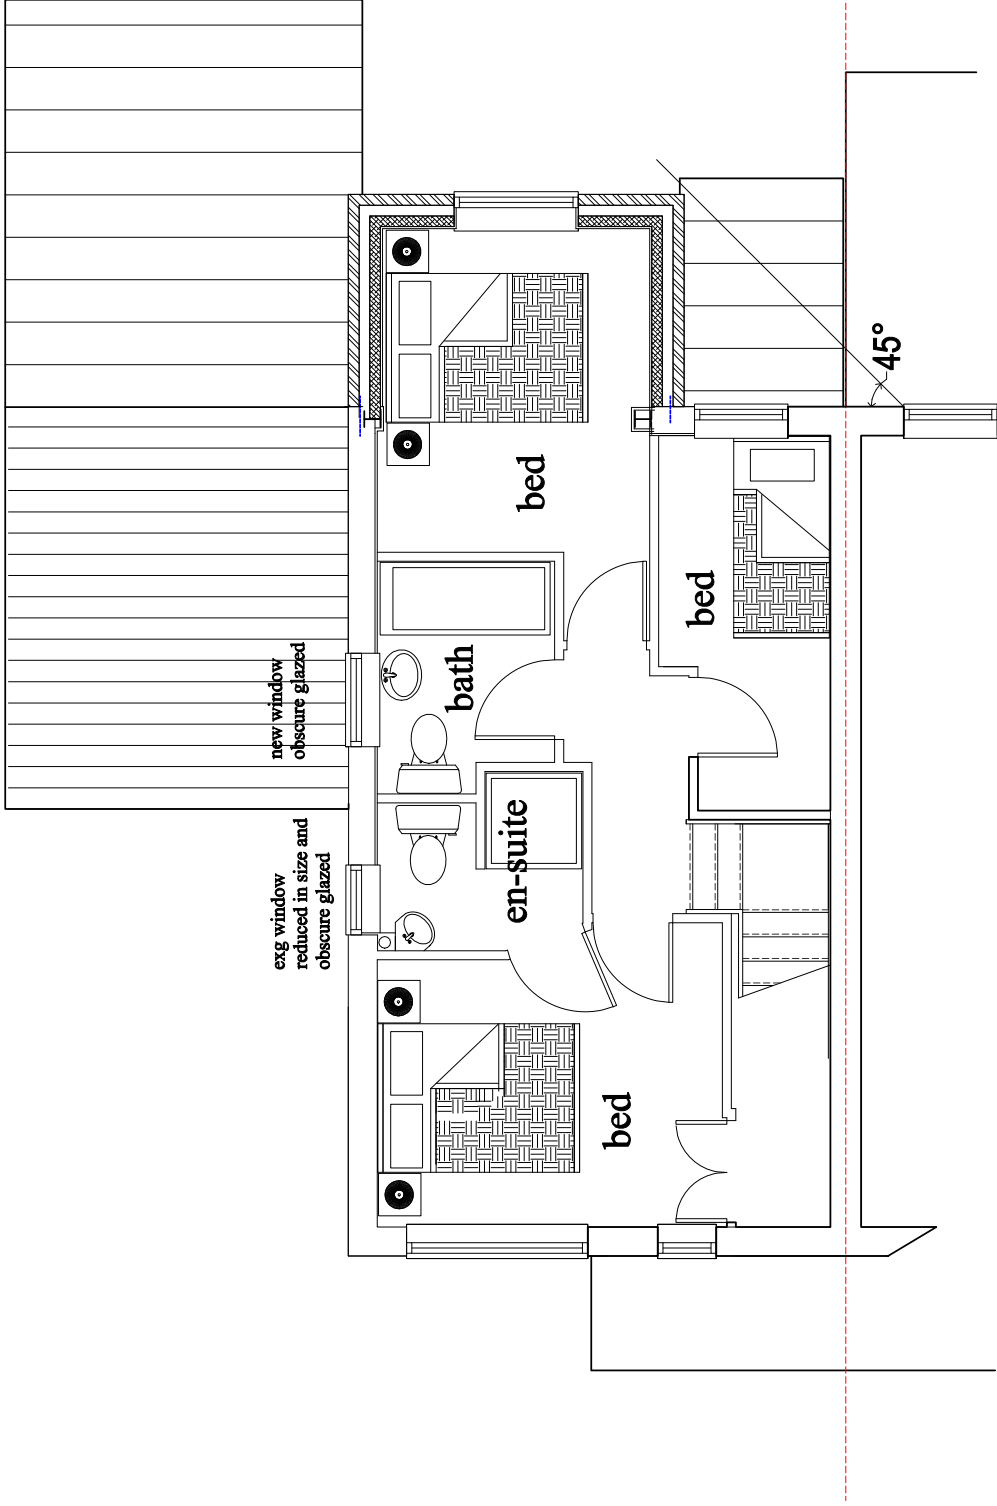 45°
bed
bed
new window
obscure glazed
bath
exg window
reduced in size and
obscure glazed
en-suite
bed